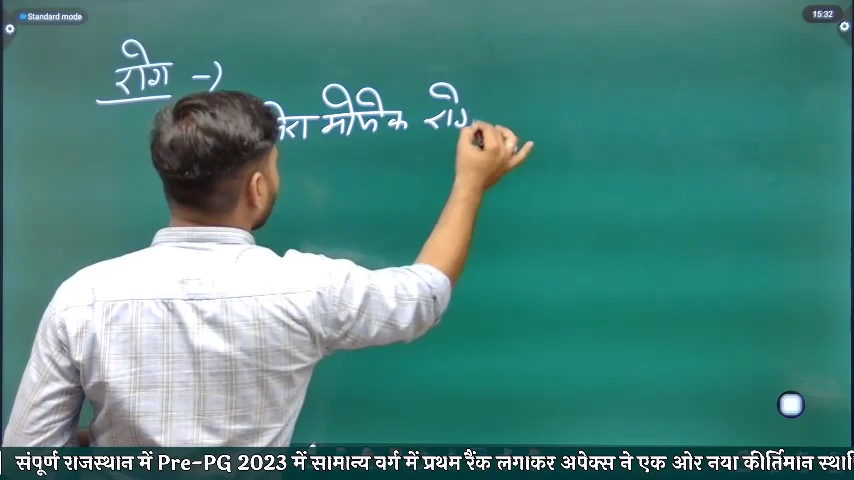 Standard mode
15:32
रोग →
रोग
संपूर्ण राजस्थान में Pre-PG 2023 में सामान्य वर्ग में प्रथम रैंक लगाकर अपेक्स ने एक ओर नया कीर्तिमान